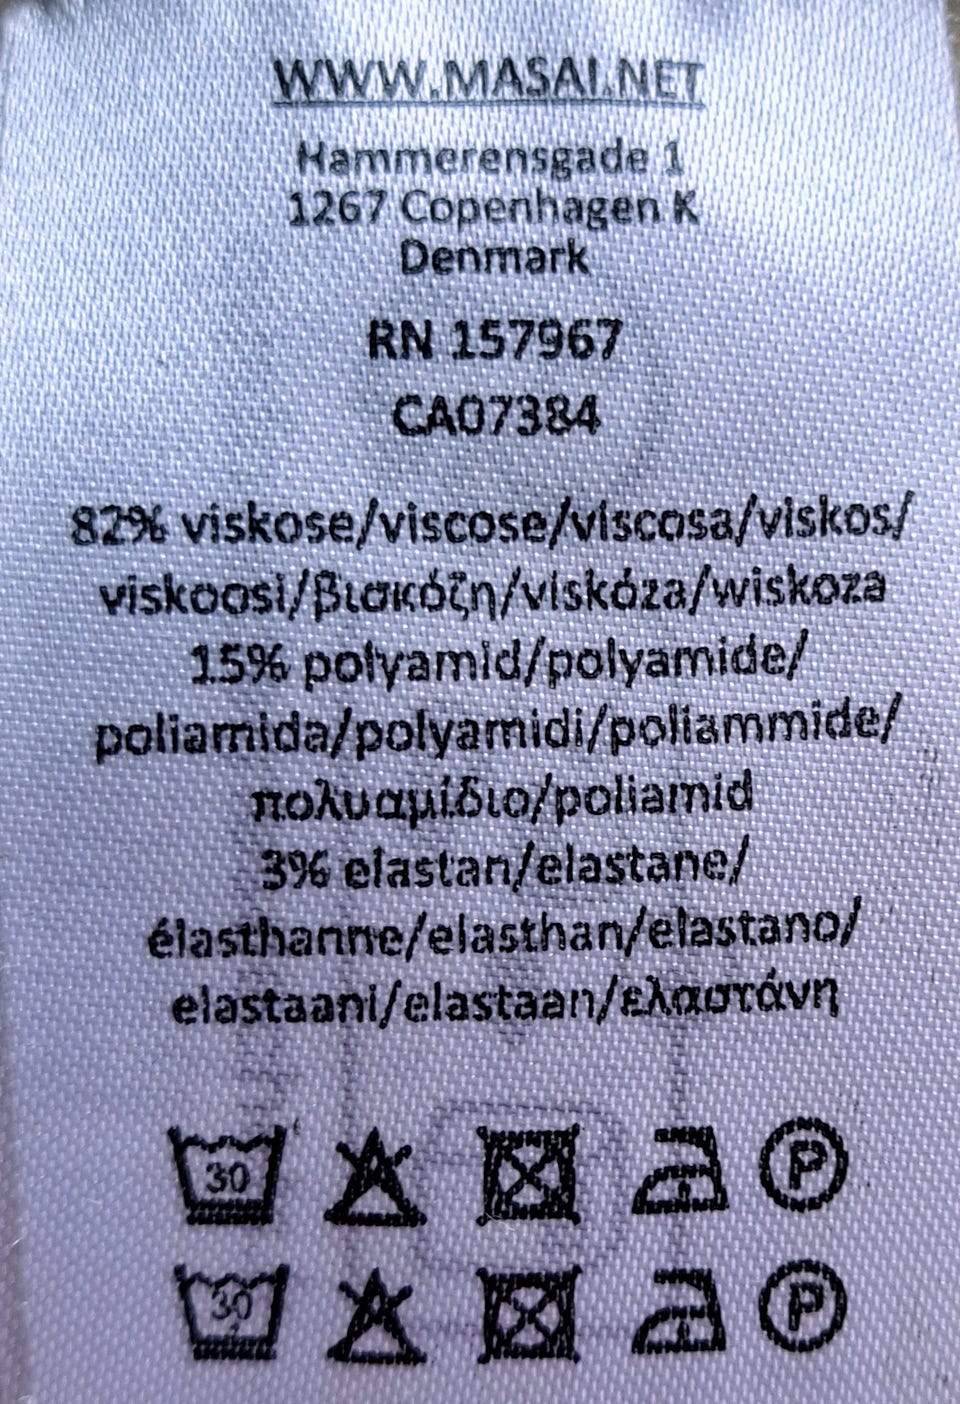 WWW.MASAI.NET
Hammerensgade 1
1267 Copenhagen K
Denmark
RN 157967
CA07384
82% viskose/viscose/viscosa/viskos/
viskoosi/βισκόζη/viskóza/wiskoza
15% polyamid/polyamide/
poliamida/polyamidi/poliammide/
πολυαμίδιο/poliamid
3% elastan/elastane/
élasthanne/elasthan/elastano/
elastaani/elastaan/ελαστάνη
30 P
30 P